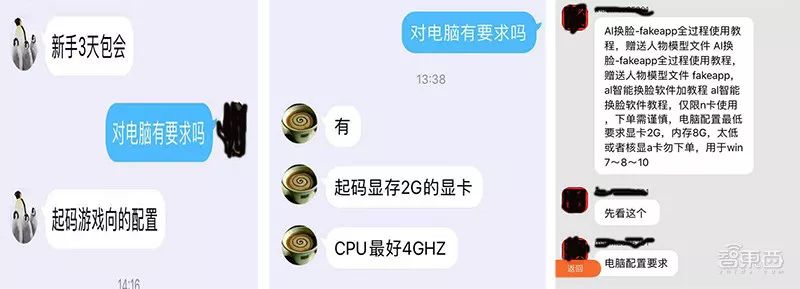 新手3天包会
对电脑有要求吗
起码游戏向的配置
14:16
对电脑有要求吗
13:38
有
起码显存2G的显卡
CPU最好4GHZ
AI换脸-fakeapp全过程使用教
程，赠送人物模型文件 AI换
脸-fakeapp全过程使用教程，
赠送人物模型文件 fakeapp，
al智能换脸软件加教程 al智能
换脸软件教程，仅限n卡使用
，下单需谨慎，电脑配置最低
要求显卡2G，内存8G，太低
或者核显a卡勿下单，用于win
7～8～10
先看这个
返回
电脑配置要求
智东西